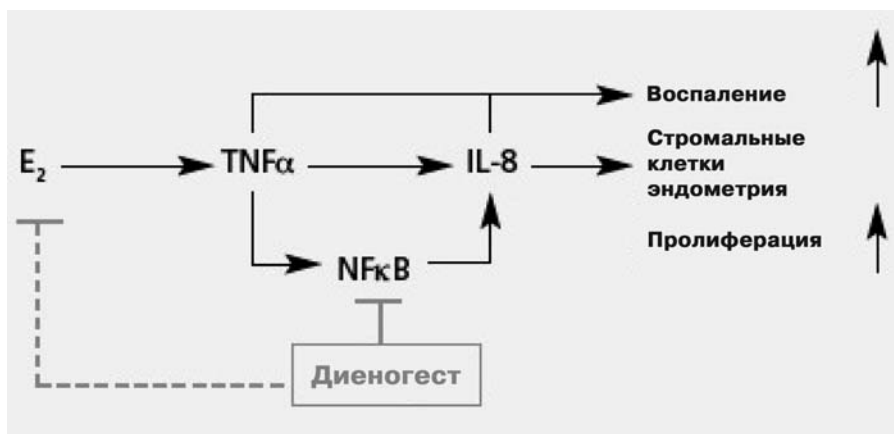 Воспаление
E2
TNFα
IL-8
Стромальные
клетки
эндометрия
Пролиферация
NFκB
Диеногест